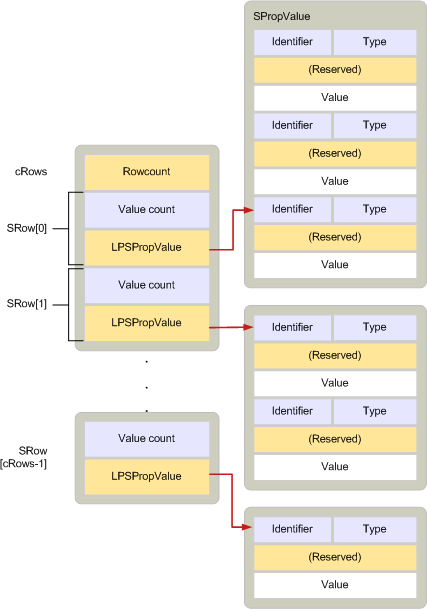 SPropValue
Identifier Type
(Reserved)
Value
Identifier Type
(Reserved)
Value
Identifier Type
(Reserved)
Value
cRows
Rowcount
SRow[0]
Value count
LPSPropValue
SRow[1]
Value count
LPSPropValue
.
.
.
Identifier Type
(Reserved)
Value
Identifier Type
(Reserved)
Value
SRow
[cRows-1]
Value count
LPSPropValue
Identifier Type
(Reserved)
Value